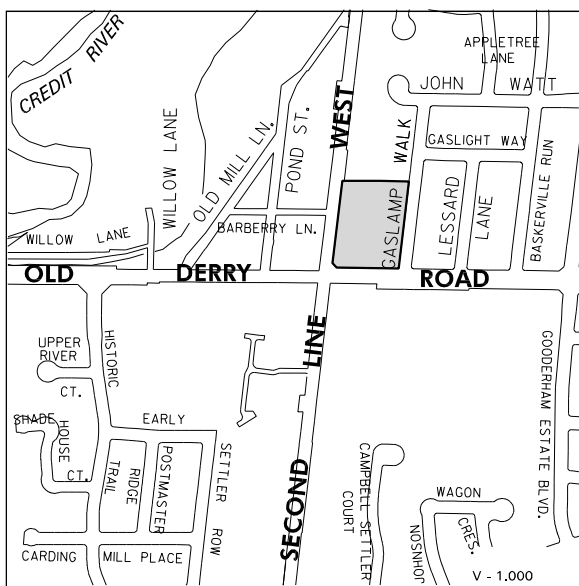 CREDIT RIVER
APPLETREE
LANE
JOHN WATT
WILLOW LANE
OLD MILL LN.
POND ST.
WEST
WALK
GASLIGHT WAY
BASKERVILLE RUN
LESSARD
LANE
GASLAMP
BARBERRY LN.
WILLOW LANE
OLD DERRY ROAD
LINE
SECOND
UPPER
RIVER
CT.
HISTORIC
TRAIL
SHADE
HOUSE
CT.
EARLY
SETTLER
ROW
RIDGE
POSTMASTER
CARDING MILL PLACE
CAMPBELL SETTLER
COURT
WAGON
CRES.
JOHNSON
GOODERHAM ESTATE BLVD.
V - 1.000